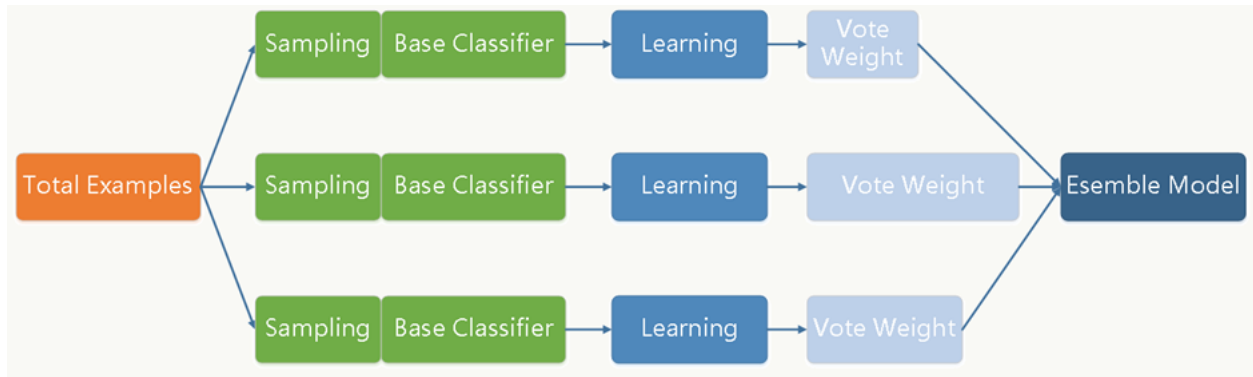 Sampling Base Classifier Learning Vote
Weight
Total Examples Sampling Base Classifier Learning Vote Weight Esemble Model
Sampling Base Classifier Learning Vote Weight